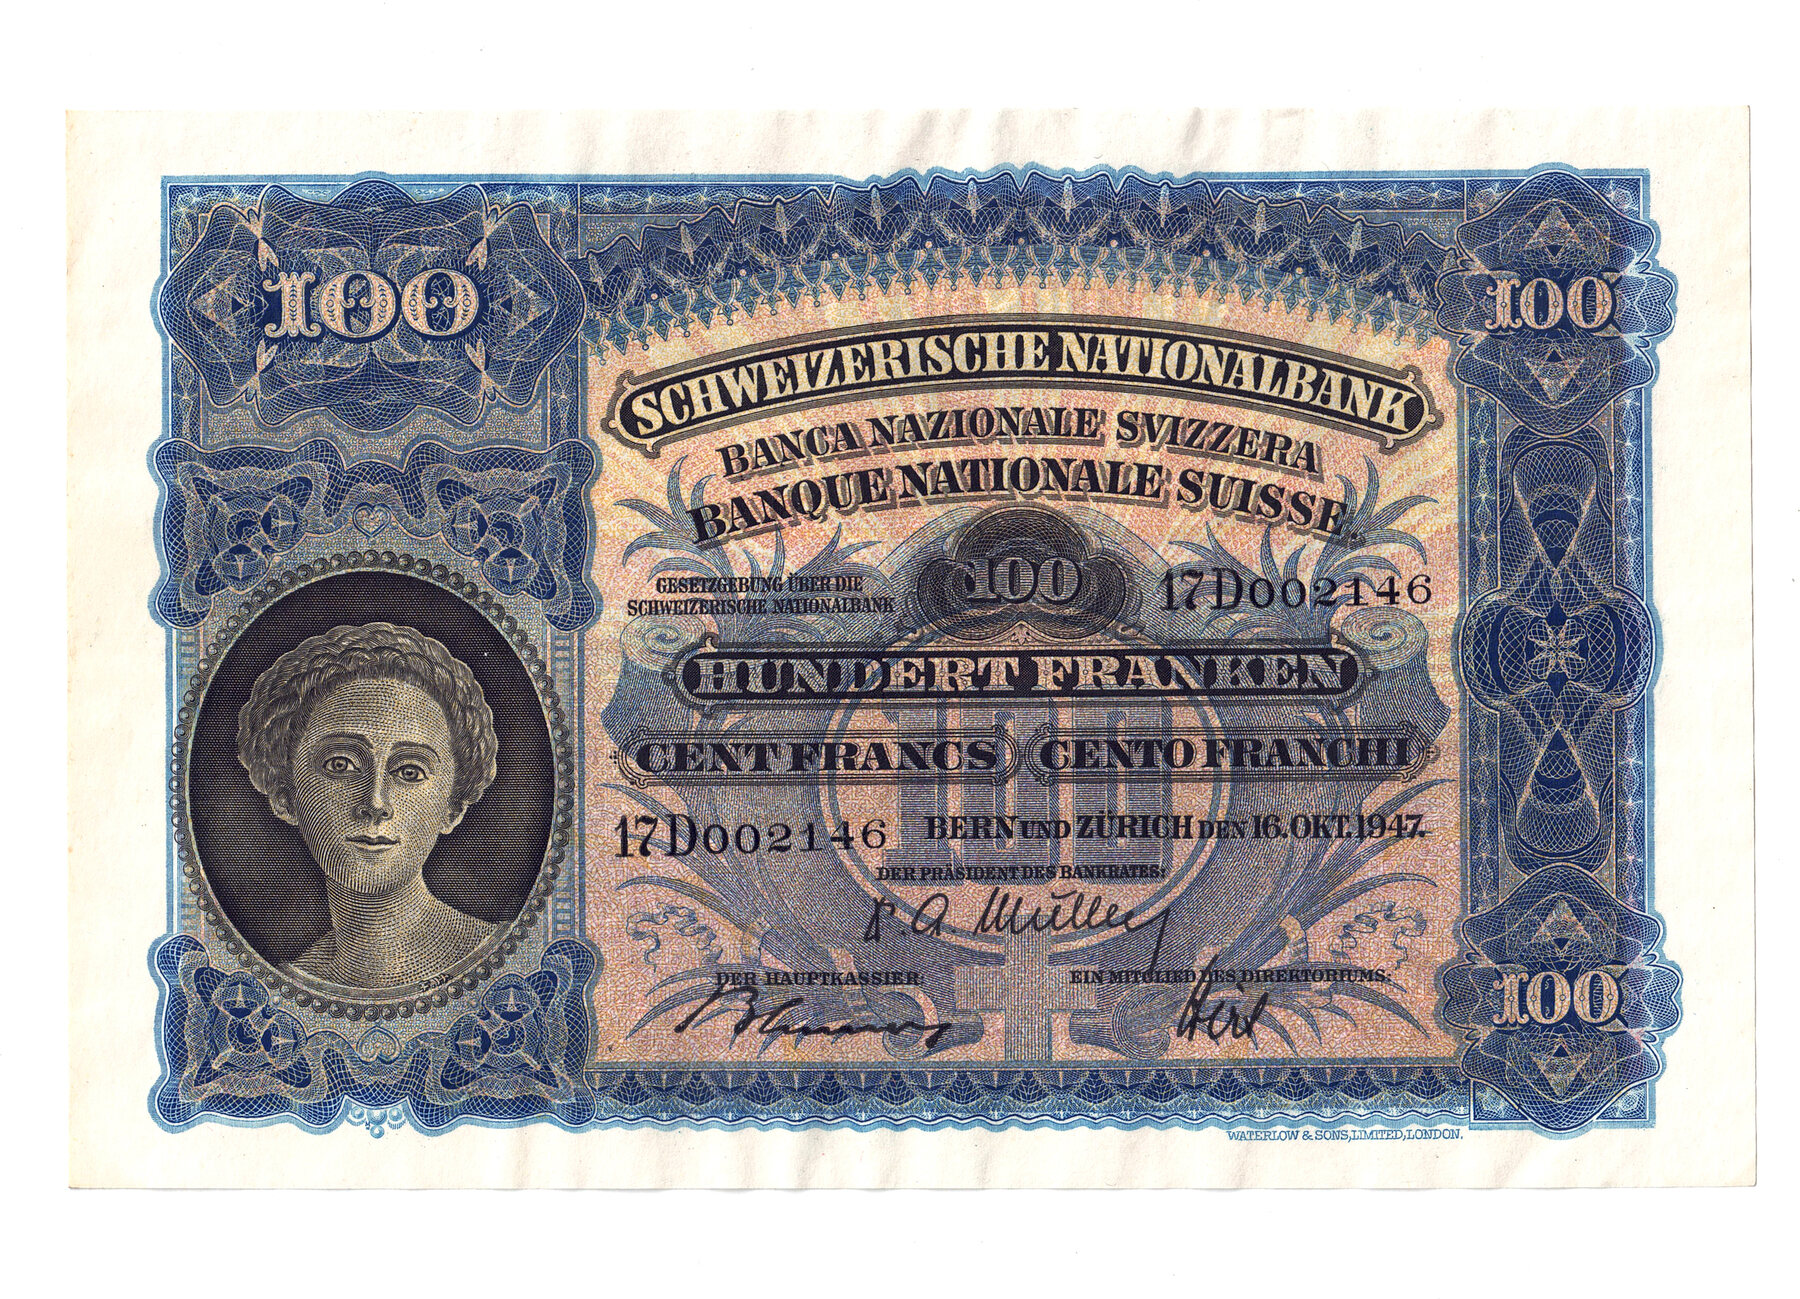 100
100
SCHWEIZERISCHE NATIONALBANK
BANCA NAZIONALE SVIZZERA
BANQUE NATIONALE SUISSE.
GESETZGEBUNG ÜBER DIE
SCHWEIZERISCHE NATIONALBANK
100
17D002146
HUNDERT FRANKEN
100
CENT FRANCS
CENTO FRANCHI
17D002146
BERN UND ZÜRICH DEN 16. OKT. 1947.
DER PRÄSIDENT DES BANKRATES:
A. Müller
DER HAUPTKASSIER:
EIN MITGLIED DES DIREKTORIUMS:
100
WATERLOW & SONS, LIMITED, LONDON.